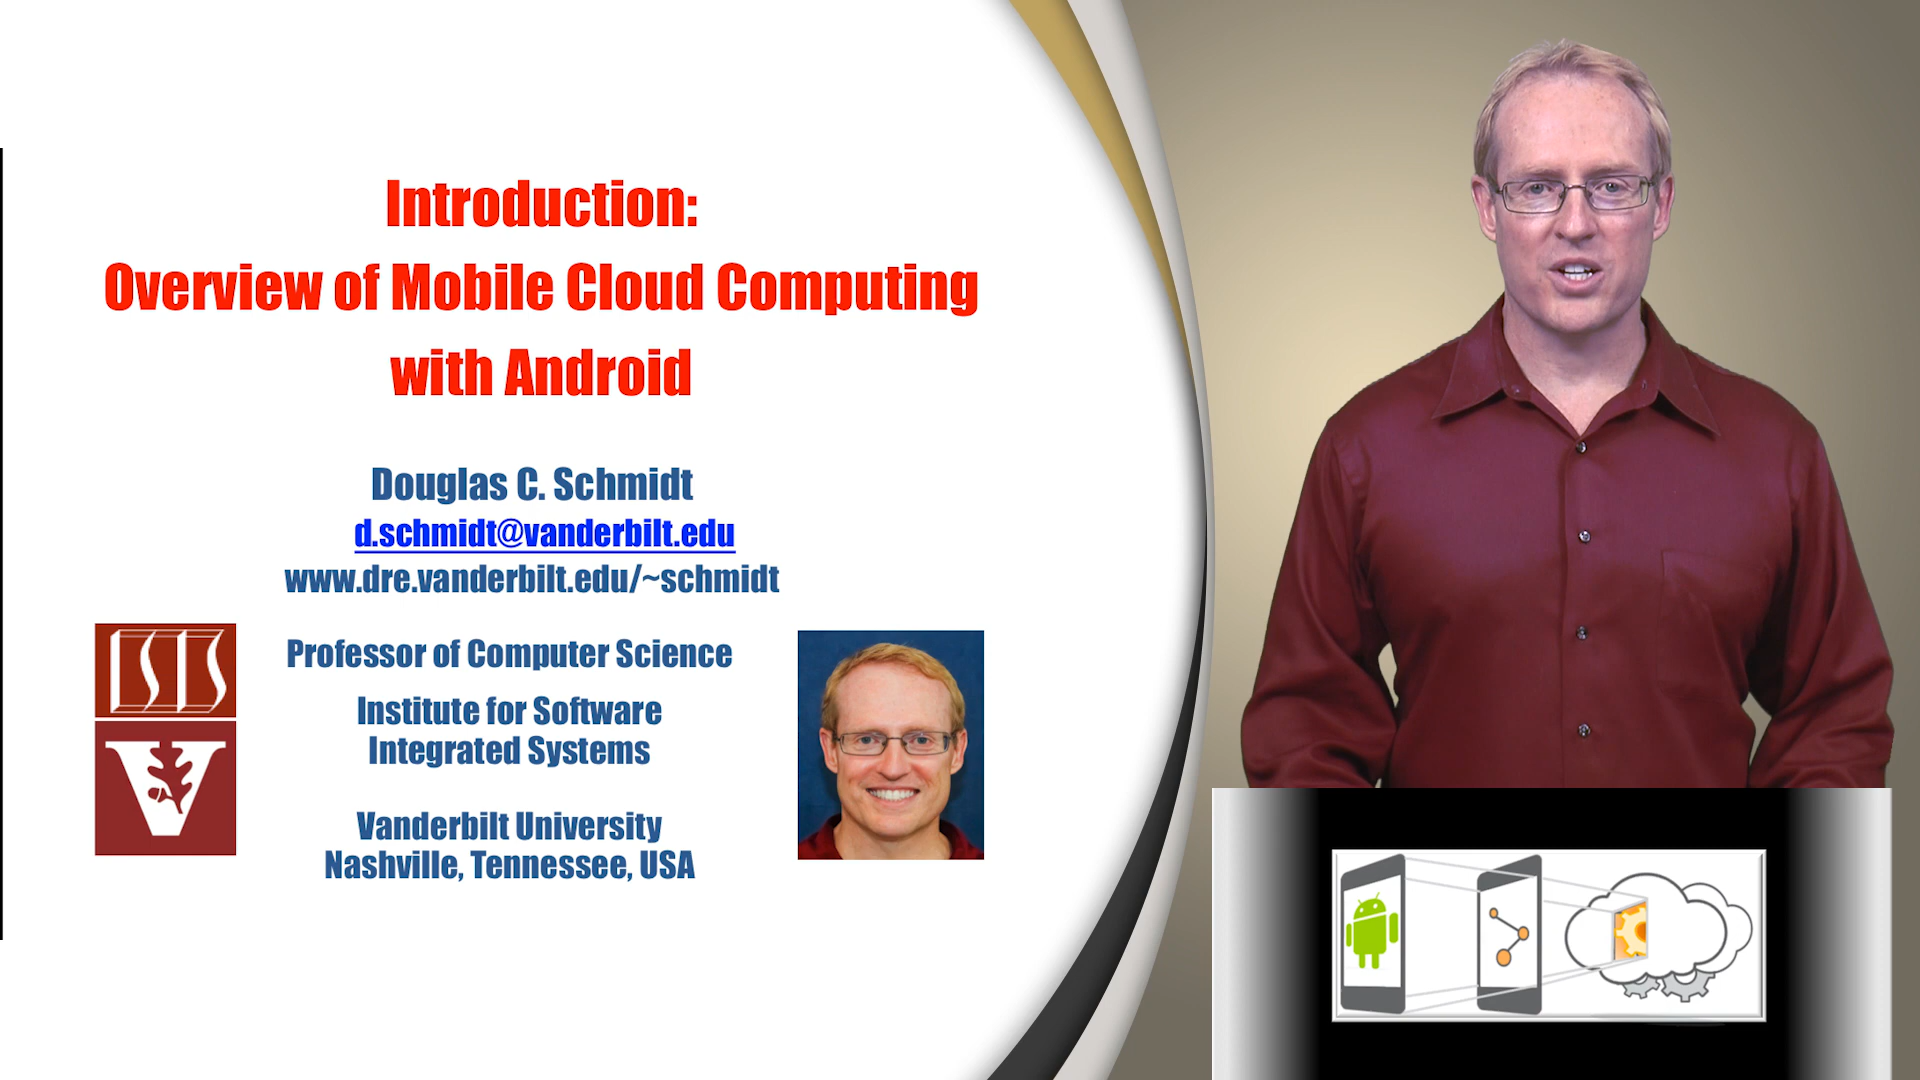 Introduction:
Overview of Mobile Cloud Computing
with Android
Douglas C. Schmidt
d.schmidt@vanderbilt.edu
www.dre.vanderbilt.edu/~schmidt
ISIS
V
Professor of Computer Science
Institute for Software
Integrated Systems
Vanderbilt University
Nashville, Tennessee, USA